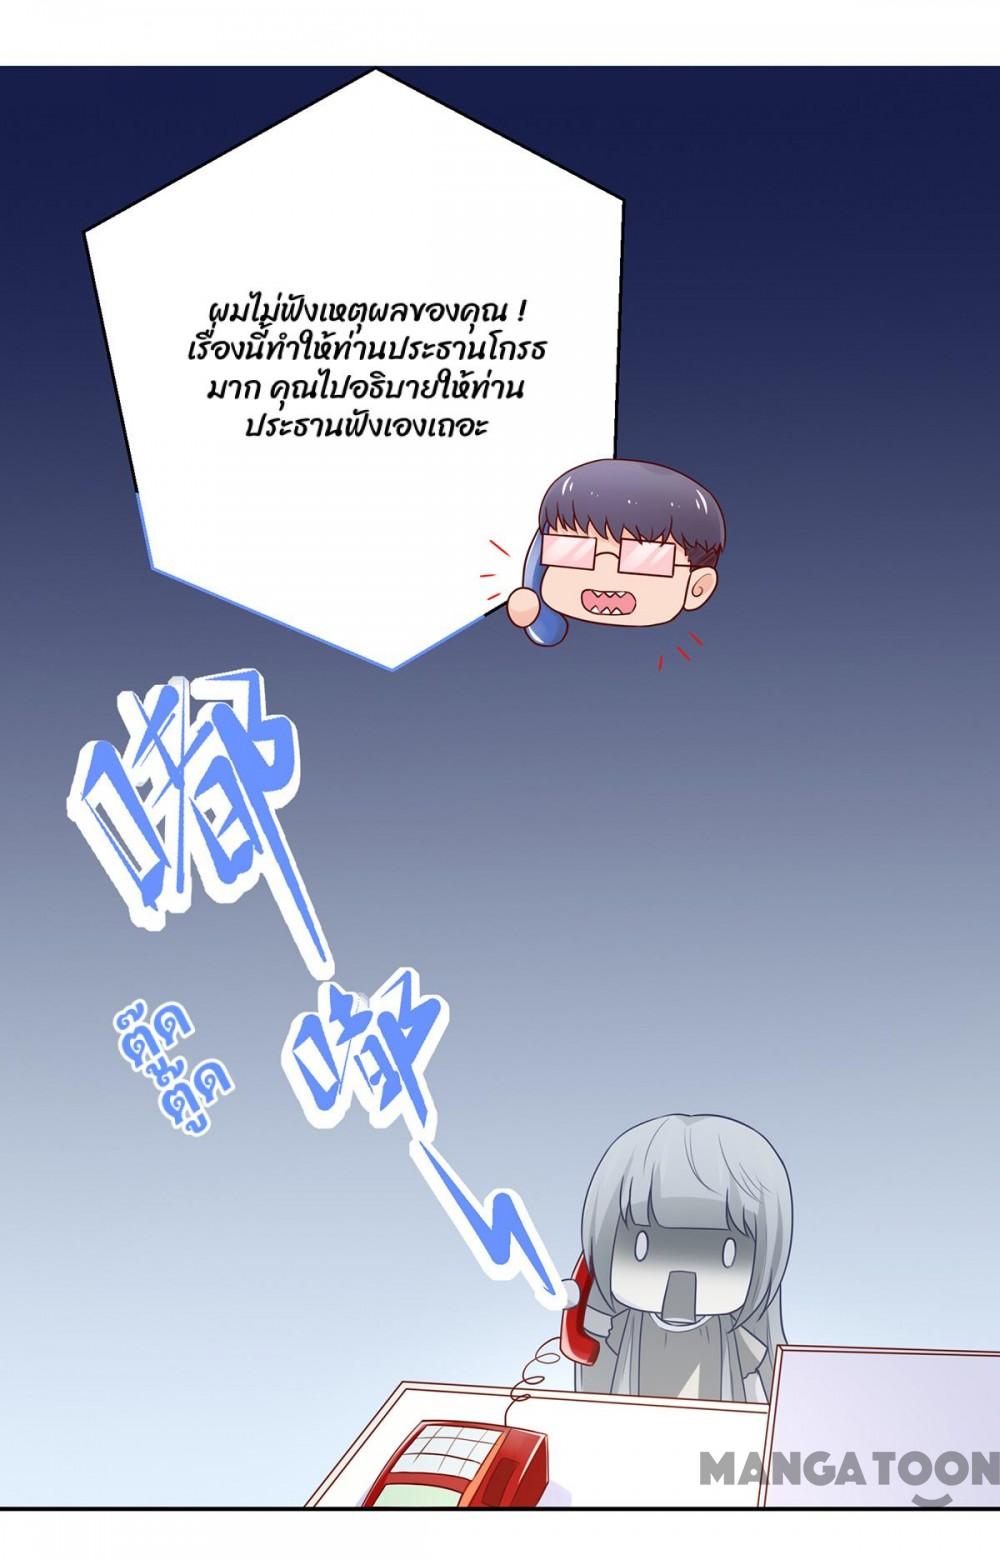 ผมไม่ฟังเหตุผลของคุณ !
เรื่องนี้ทำให้ท่านประธานโกรธ
มาก คุณไปอธิบายให้ท่าน
ประธานฟังเองเถอะ
嘟
嘟
ตู๊ด
ตู๊ด
MANGATOON